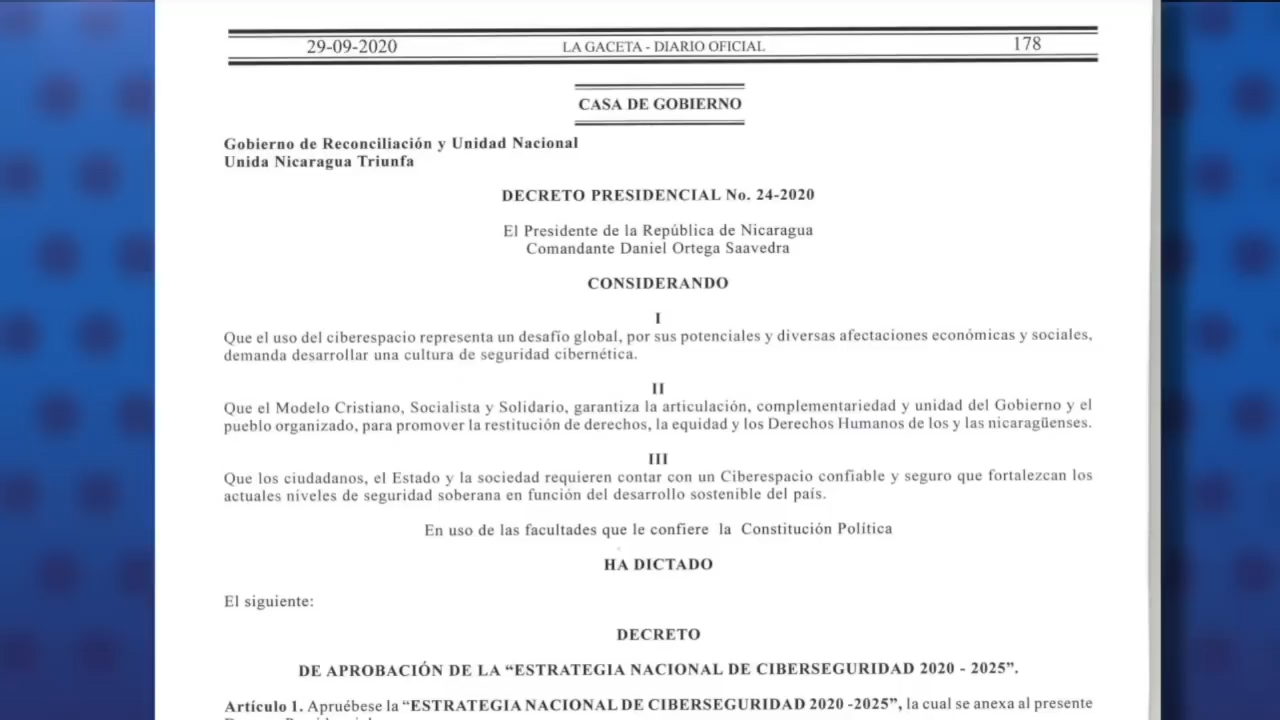 29-09-2020 LA GACETA - DIARIO OFICIAL 178
CASA DE GOBIERNO
Gobierno de Reconciliación y Unidad Nacional
Unida Nicaragua Triunfa
DECRETO PRESIDENCIAL No. 24-2020
El Presidente de la República de Nicaragua
Comandante Daniel Ortega Saavedra
CONSIDERANDO
I
Que el uso del ciberespacio representa un desafío global, por sus potenciales y diversas afectaciones económicas y sociales,
demanda desarrollar una cultura de seguridad cibernética.
II
Que el Modelo Cristiano, Socialista y Solidario, garantiza la articulación, complementariedad y unidad del Gobierno y el
pueblo organizado, para promover la restitución de derechos, la equidad y los Derechos Humanos de los y las nicaragüenses.
III
Que los ciudadanos, el Estado y la sociedad requieren contar con un Ciberespacio confiable y seguro que fortalezcan los
actuales niveles de seguridad soberana en función del desarrollo sostenible del país.
En uso de las facultades que le confiere la Constitución Política
HA DICTADO
El siguiente:
DECRETO
DE APROBACIÓN DE LA “ESTRATEGIA NACIONAL DE CIBERSEGURIDAD 2020 - 2025”.
Artículo 1. Apruébese la “ESTRATEGIA NACIONAL DE CIBERSEGURIDAD 2020 -2025”, la cual se anexa al presente